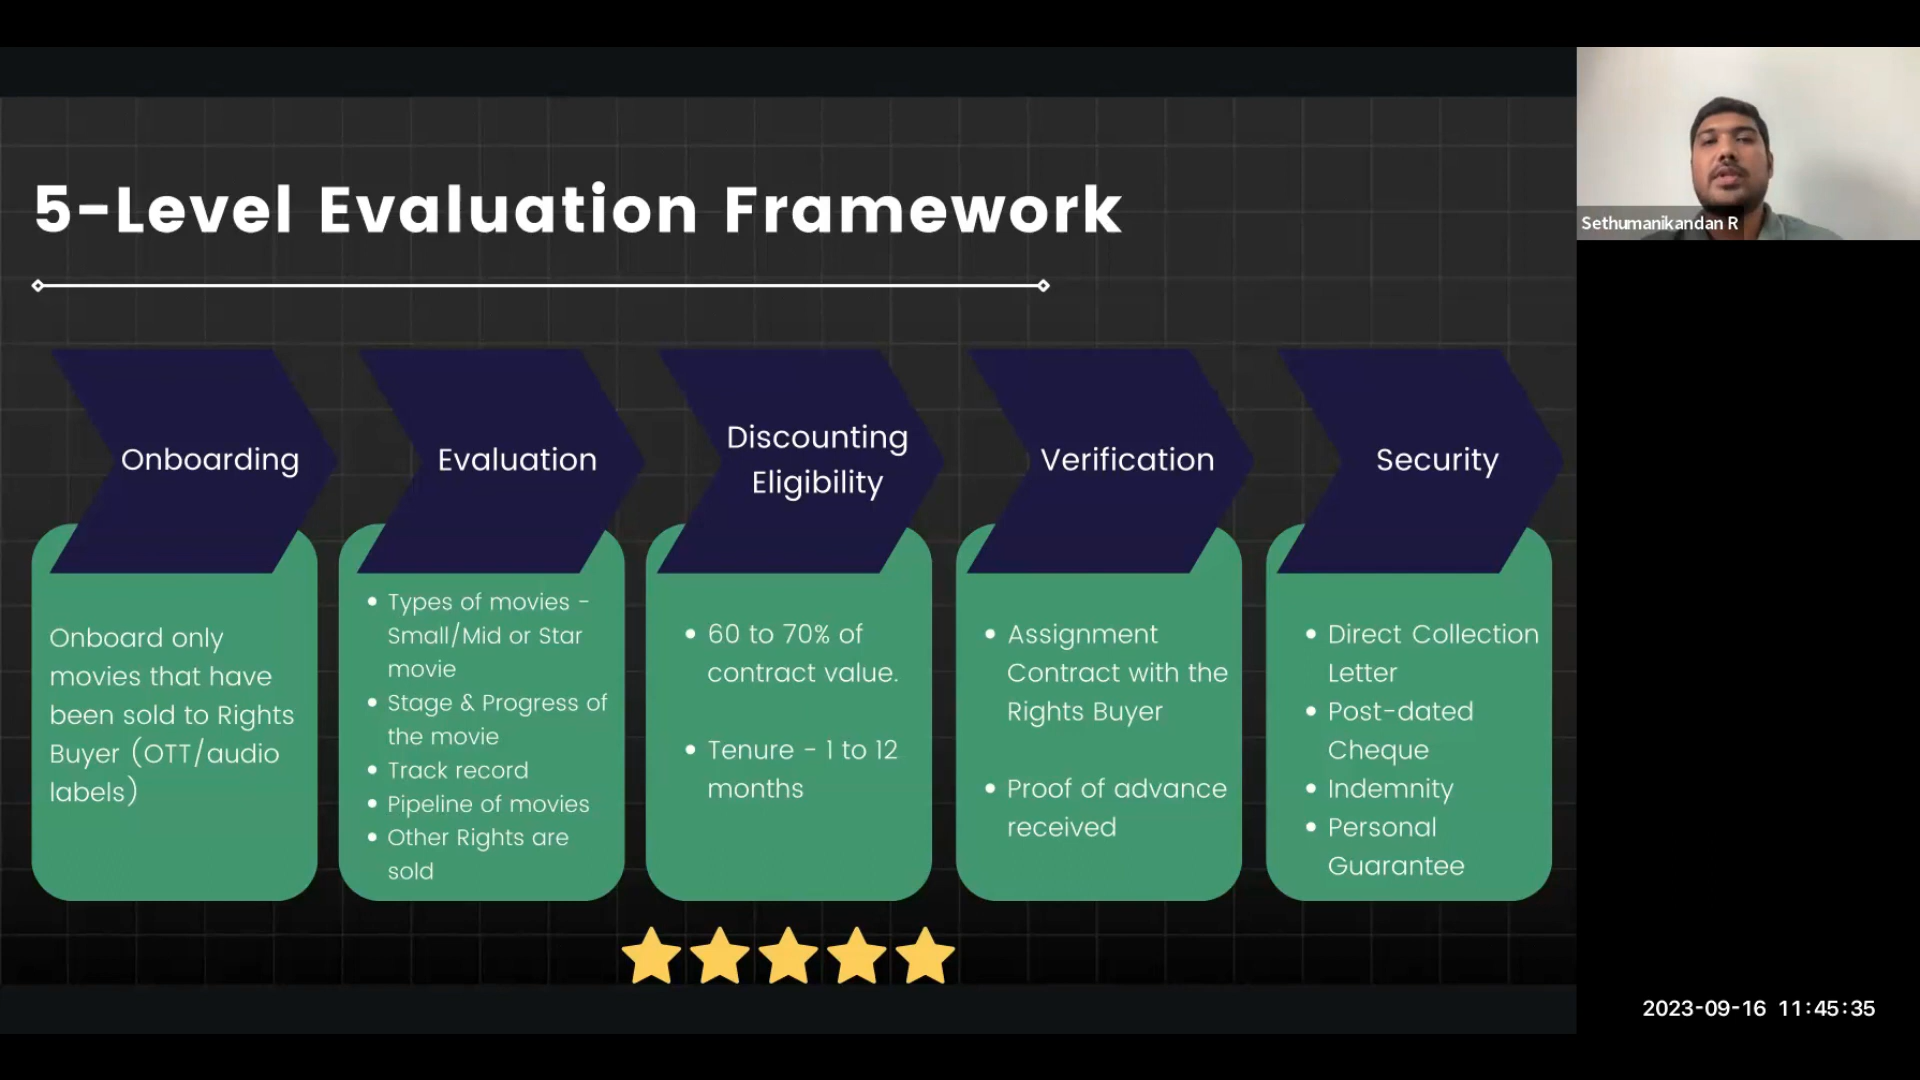 5-Level Evaluation Framework
Onboarding
Onboard only
movies that have
been sold to Rights
Buyer (OTT/audio
labels)
Evaluation
• Types of movies -
Small/Mid or Star
movie
• Stage & Progress of
the movie
• Track record
• Pipeline of movies
• Other Rights are
sold
Discounting
Eligibility
• 60 to 70% of
contract value.
• Tenure - 1 to 12
months
Verification
• Assignment
Contract with the
Rights Buyer
• Proof of advance
received
Security
• Direct Collection
Letter
• Post-dated
Cheque
• Indemnity
• Personal
Guarantee
Sethumanikandan R
2023-09-16 11:45:35